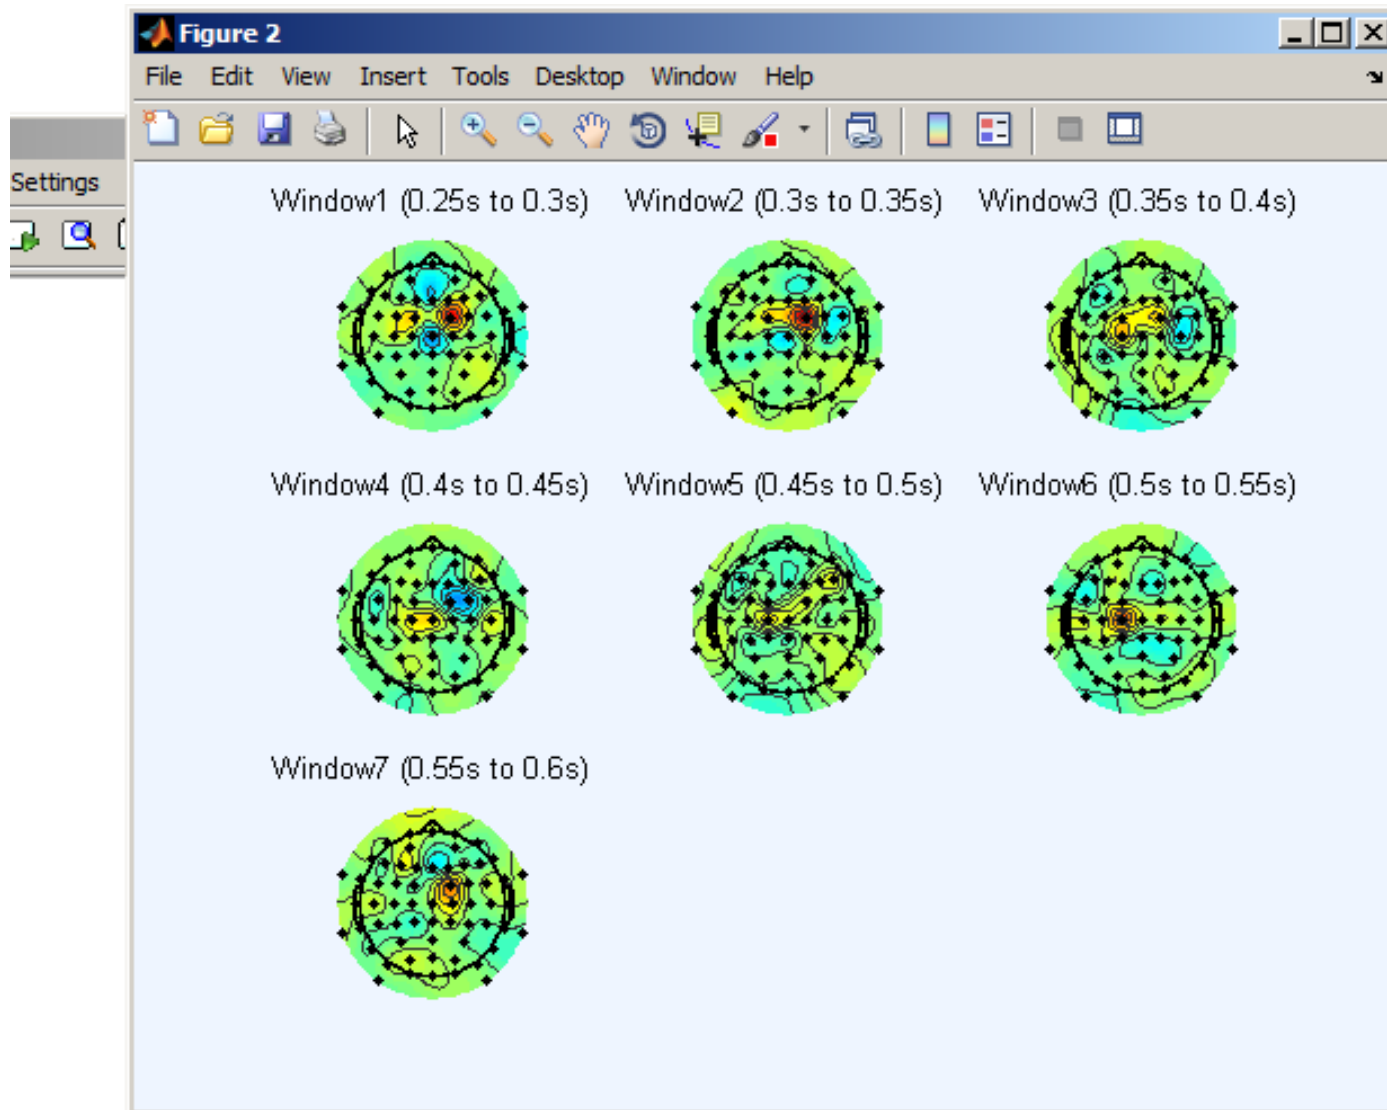 Figure 2
File Edit View Insert Tools Desktop Window Help
Settings
Window1 (0.25s to 0.3s) Window2 (0.3s to 0.35s) Window3 (0.35s to 0.4s)
Window4 (0.4s to 0.45s) Window5 (0.45s to 0.5s) Window6 (0.5s to 0.55s)
Window7 (0.55s to 0.6s)